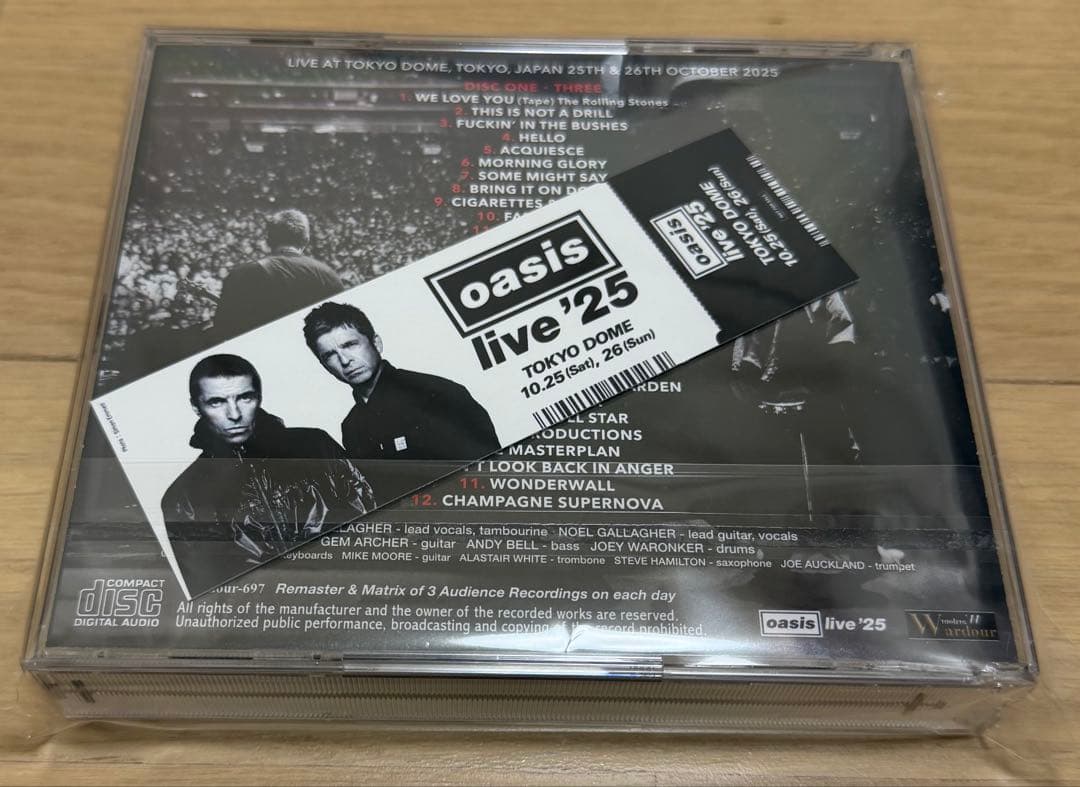 LIVE AT TOKYO DOME, TOKYO, JAPAN 25TH & 26TH OCTOBER 2025
DISC ONE - THREE
1. WE LOVE YOU (Tape) The Rolling Stones
2. THIS IS NOT A DRILL
3. FUCKIN' IN THE BUSHES
4. HELLO
5. ACQUIESCE
6. MORNING GLORY
7. SOME MIGHT SAY
8. BRING IT ON
9. CIGARETTES &
10.
oasis
live '25
TOKYO DOME
10.25 (Sat), 26 (Sun)
oasis
live '25
TOKYO DOME
10.25 (Sat), 26 (Sun)
STAR
MASTERPLAN
LOOK BACK IN ANGER
11. WONDERWALL
12. CHAMPAGNE SUPERNOVA
- lead vocals, tambourine NOEL GALLAGHER - lead guitar, vocals
GEM ARCHER - guitar ANDY BELL - bass JOEY WARONKER - drums
MIKE MOORE - guitar ALASTAIR WHITE - trombone STEVE HAMILTON - saxophone JOE AUCKLAND - trumpet
-697 Remaster & Matrix of 3 Audience Recordings on each day
COMPACT
disc
DIGITAL AUDIO
All rights of the manufacturer and the owner of the recorded works are reserved.
Unauthorized public performance, broadcasting and copying of record prohibited.
oasis live '25
Wardour